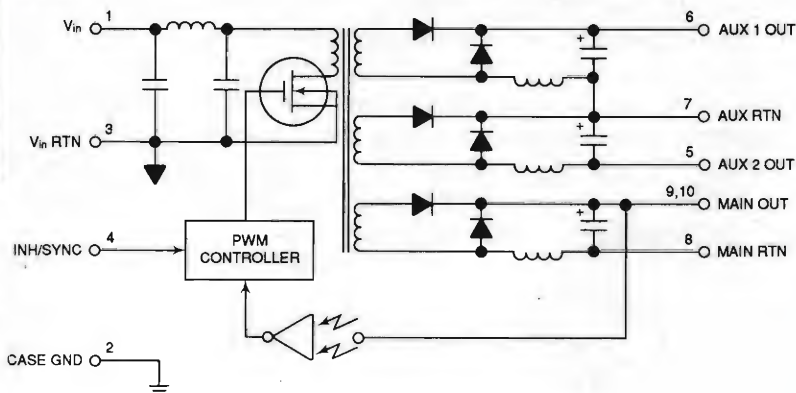 Vin 1
Vin RTN 3
INH/SYNC 4
CASE GND 2
PWM
CONTROLLER
6 AUX 1 OUT
+
7 AUX RTN
+
5 AUX 2 OUT
9,10 MAIN OUT
+
8 MAIN RTN